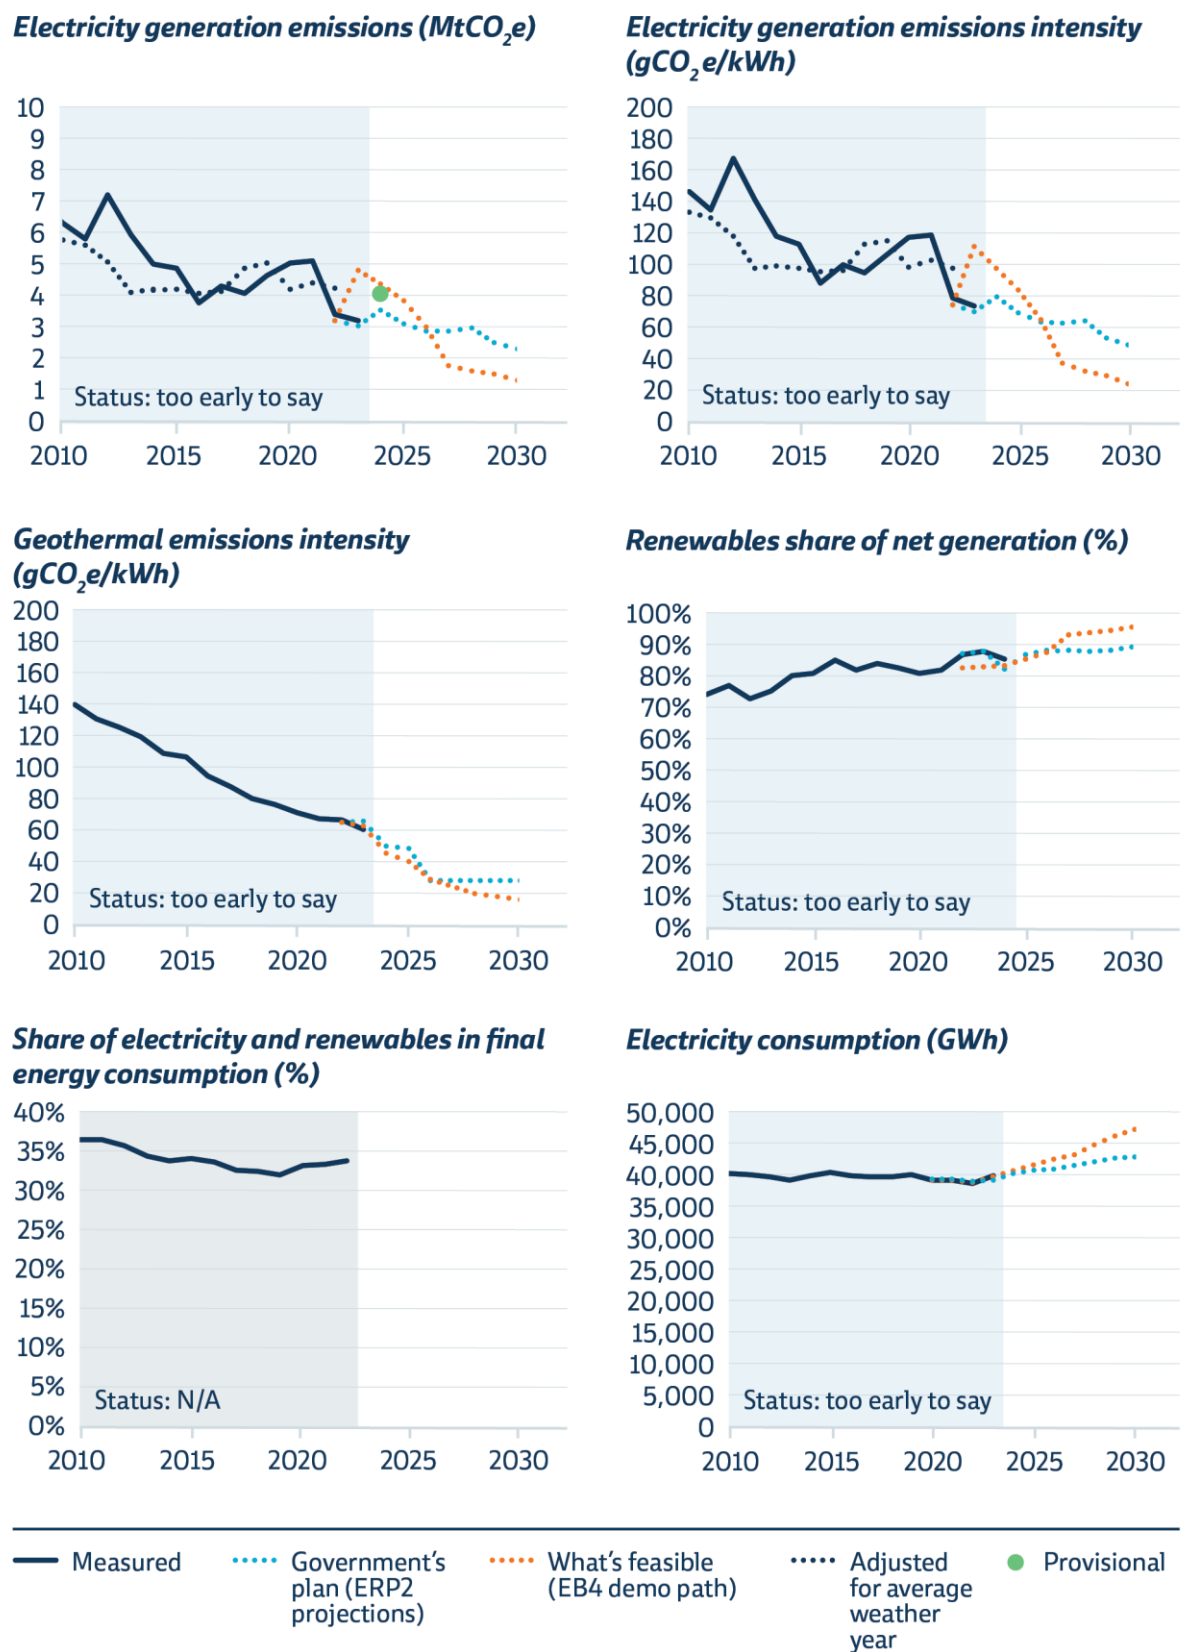 Electricity generation emissions (MtCO₂e)
10
9
8
7
6
5
4
3
2
1
0
Status: too early to say
2010 2015 2020 2025 2030
Electricity generation emissions intensity
(gCO₂e/kWh)
200
180
160
140
120
100
80
60
40
20
0
Status: too early to say
2010 2015 2020 2025 2030
Geothermal emissions intensity
(gCO₂e/kWh)
200
180
160
140
120
100
80
60
40
20
0
Status: too early to say
2010 2015 2020 2025 2030
Renewables share of net generation (%)
100%
90%
80%
70%
60%
50%
40%
30%
20%
10%
0%
Status: too early to say
2010 2015 2020 2025 2030
Share of electricity and renewables in final
energy consumption (%)
40%
35%
30%
25%
20%
15%
10%
5%
0%
Status: N/A
2010 2015 2020 2025 2030
Electricity consumption (GWh)
50,000
45,000
40,000
35,000
30,000
25,000
20,000
15,000
10,000
5,000
0
Status: too early to say
2010 2015 2020 2025 2030
Measured
Government's
plan (ERP2
projections)
What's feasible
(EB4 demo path)
Adjusted
for average
weather
year
Provisional